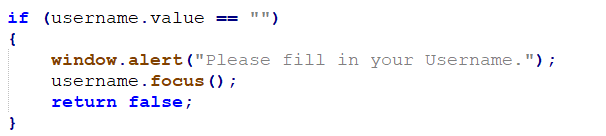 if (username.value == "")
{
    window.alert("Please fill in your Username.");
    username.focus();
    return false;
}